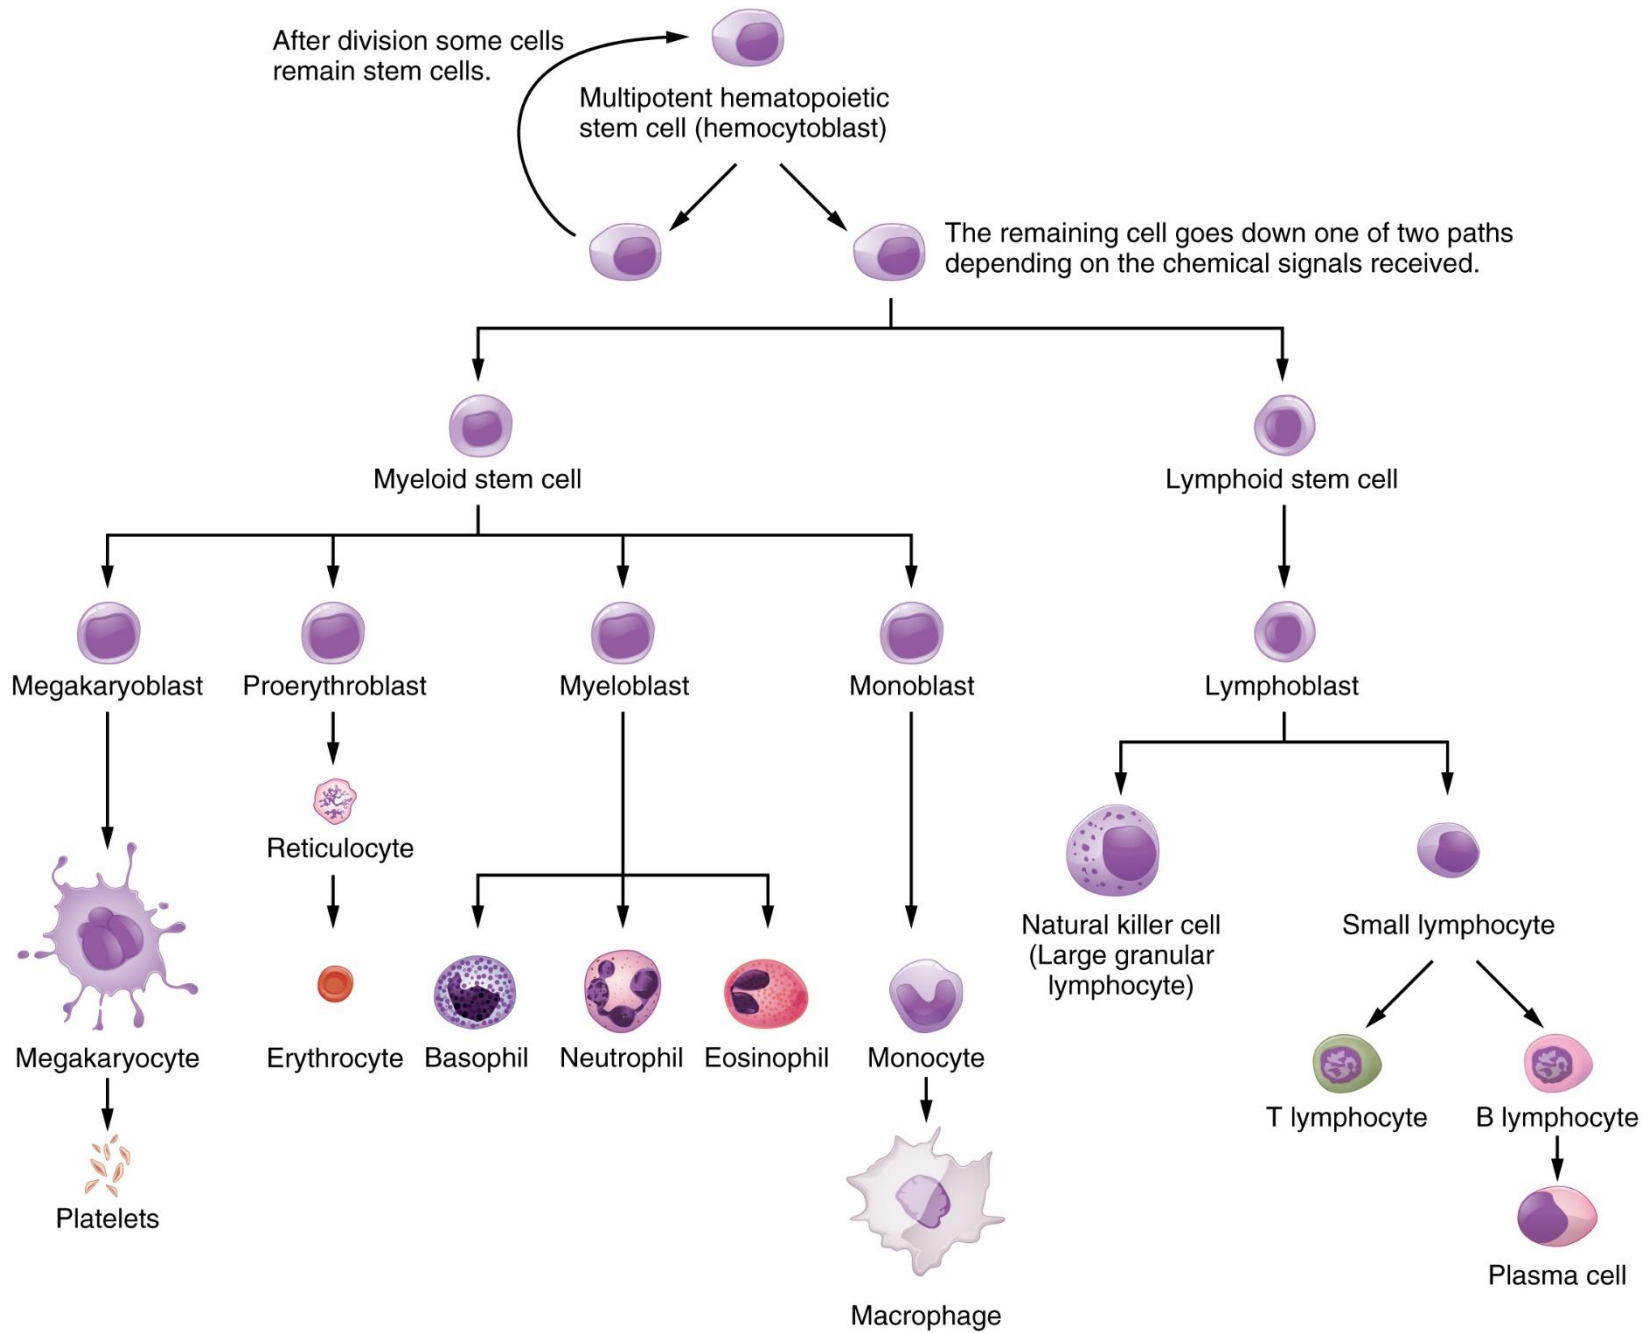 After division some cells
remain stem cells.
Multipotent hematopoietic
stem cell (hemocytoblast)
The remaining cell goes down one of two paths
depending on the chemical signals received.
Myeloid stem cell
Lymphoid stem cell
Megakaryoblast
Proerythroblast
Myeloblast
Monoblast
Lymphoblast
Reticulocyte
Natural killer cell
(Large granular
lymphocyte)
Small lymphocyte
Megakaryocyte
Erythrocyte
Basophil
Neutrophil
Eosinophil
Monocyte
T lymphocyte
B lymphocyte
Platelets
Plasma cell
Macrophage